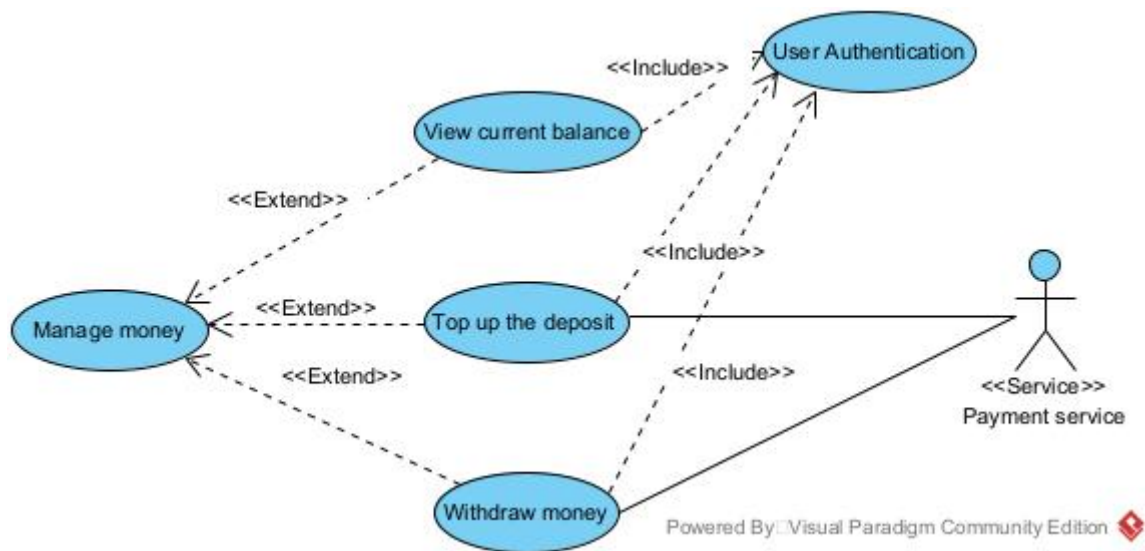 User Authentication
<<Include>>
View current balance
<<Extend>>
<<Include>>
<<Extend>>
Top up the deposit
Manage money
<<Extend>>
<<Include>>
<<Service>>
Payment service
Withdraw money
Powered By Visual Paradigm Community Edition